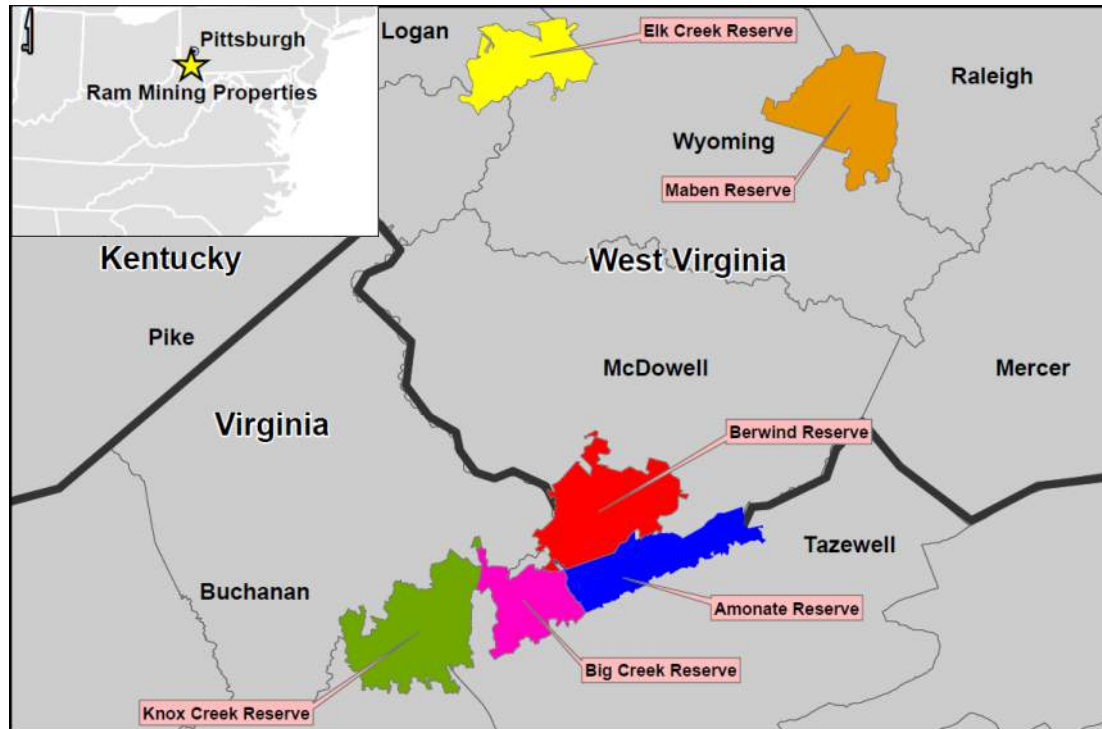 Pittsburgh
Ram Mining Properties
Logan
Elk Creek Reserve
Raleigh
Wyoming
Maben Reserve
Kentucky
West Virginia
Pike
McDowell
Mercer
Virginia
Berwind Reserve
Tazewell
Buchanan
Amonate Reserve
Big Creek Reserve
Knox Creek Reserve